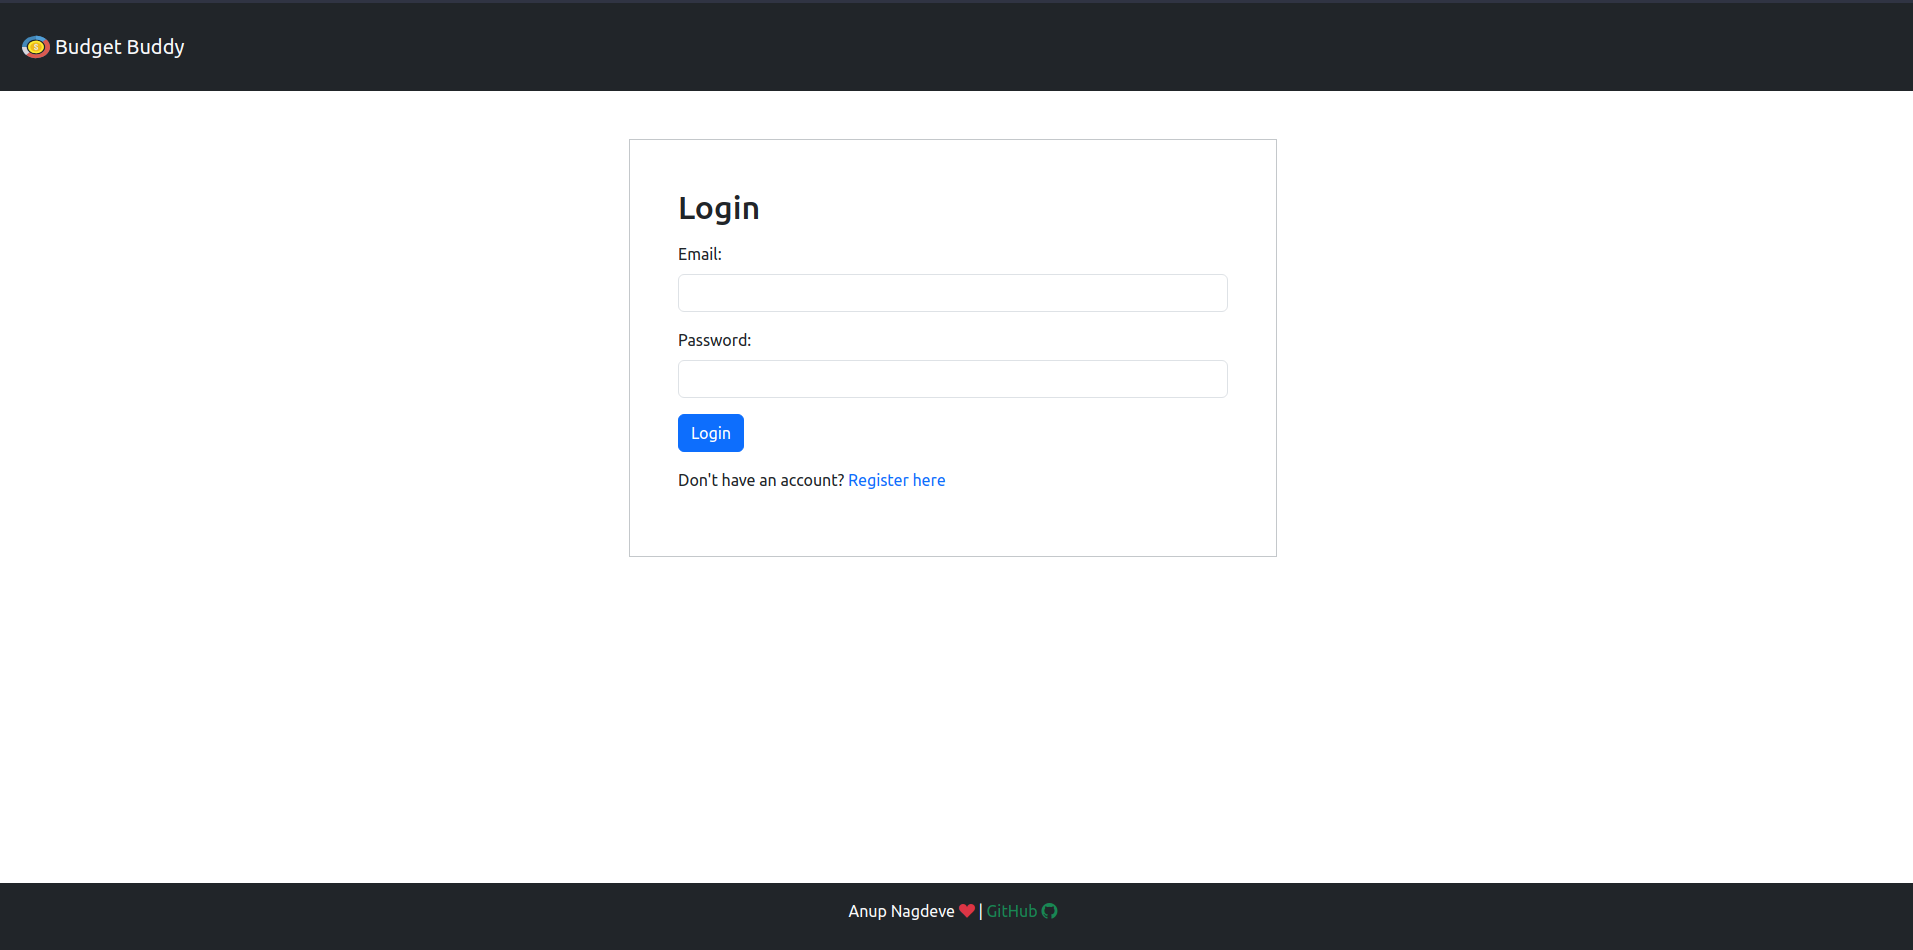 Budget Buddy
Login
Email:
Password:
Login
Don't have an account? Register here
Anup Nagdeve | GitHub